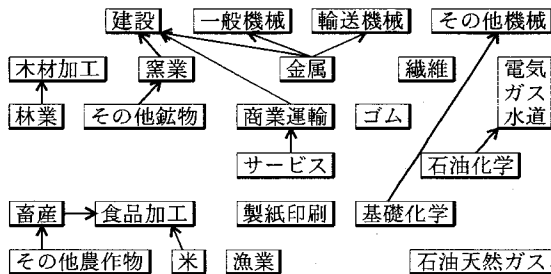 建設 一般機械 輸送機械 その他機械
木材加工 窯業 金属 繊維 電気
ガス
水道
林業 その他鉱物 商業運輸 ゴム
サービス 石油化学
畜産 食品加工 製紙印刷 基礎化学
その他農作物 米 漁業 石油天然ガス